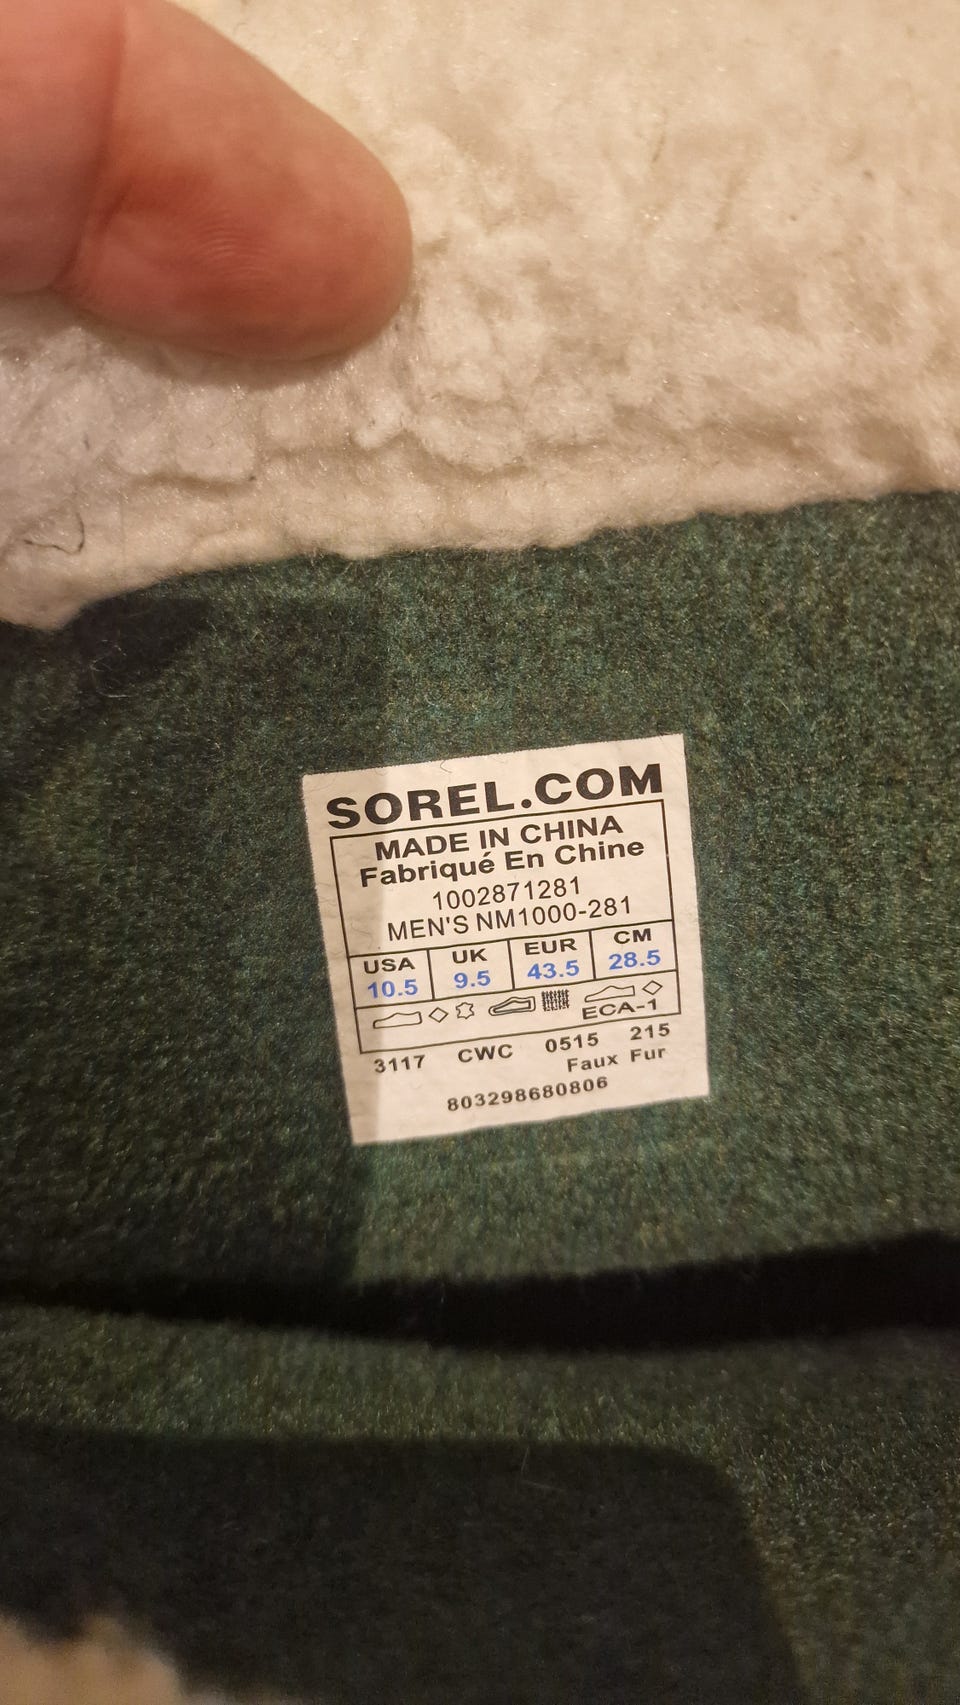 SOREL.COM
MADE IN CHINA
Fabriqué En Chine
1002871281
MEN'S NM1000-281
USA UK EUR CM
10.5 9.5 43.5 28.5
ECA-1
3117 CWC 0515 215
Faux Fur
803298680806